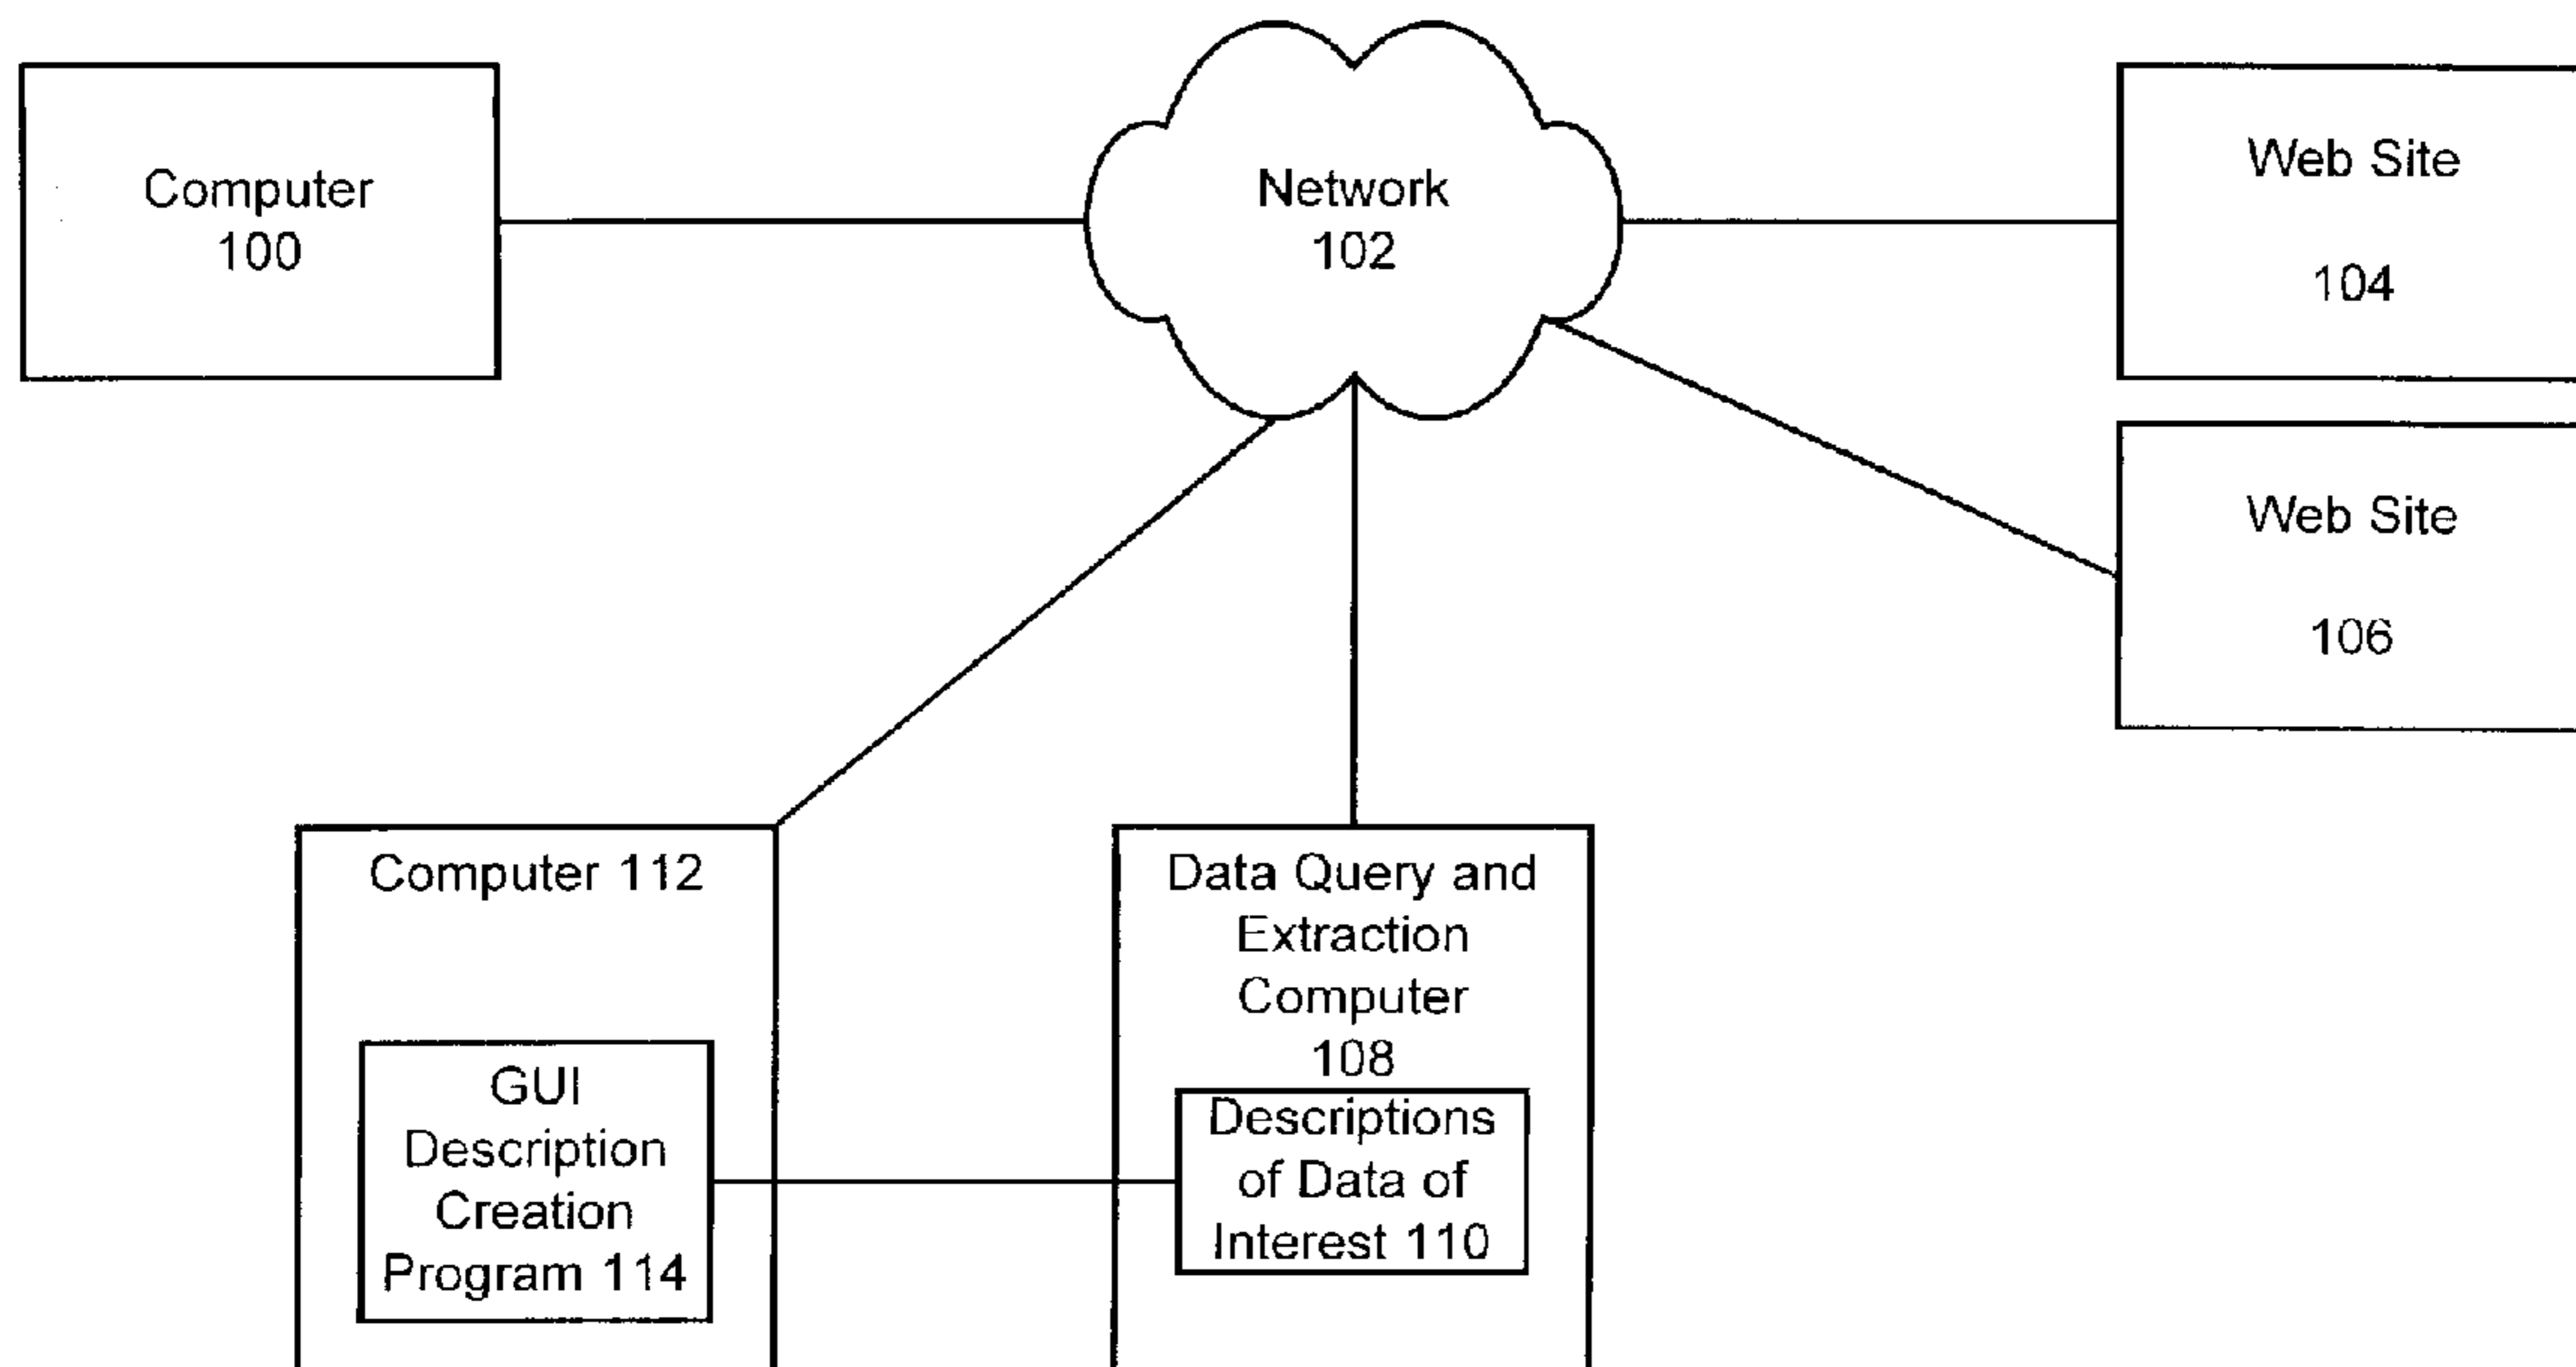 Computer
100
Network
102
Web Site
104
Web Site
106
Computer 112
GUI
Description
Creation
Program 114
Data Query and
Extraction
Computer
108
Descriptions
of Data of
Interest 110